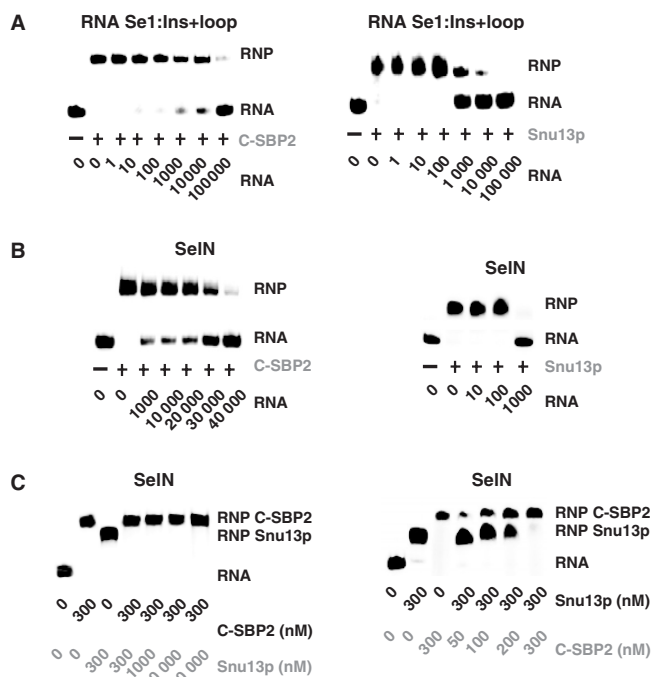 A
RNA Se1:Ins+loop
RNP
RNA
− + + + + + + + C-SBP2
0 0 1 10 100 1000 10 000 100000
RNA
RNA Se1:Ins+loop
RNP
RNA
− + + + + + + + Snu13p
0 0 1 10 100 1 000 10 000 100 000
RNA
B
SelN
RNP
RNA
− + + + + + + C-SBP2
0 0 1000 10 000 20 000 30 000 40 000
RNA
SelN
RNP
RNA
− + + + + Snu13p
0 0 10 100 1000
RNA
C
SelN
RNP C-SBP2
RNP Snu13p
RNA
0 300 0 300 300 300 300
C-SBP2 (nM)
0 0 300 300 1000
Snu13p (nM)
SelN
RNP C-SBP2
RNP Snu13p
RNA
0 300 0 300 300 300 300
Snu13p (nM)
0 0 300 50 100 200 300
C-SBP2 (nM)